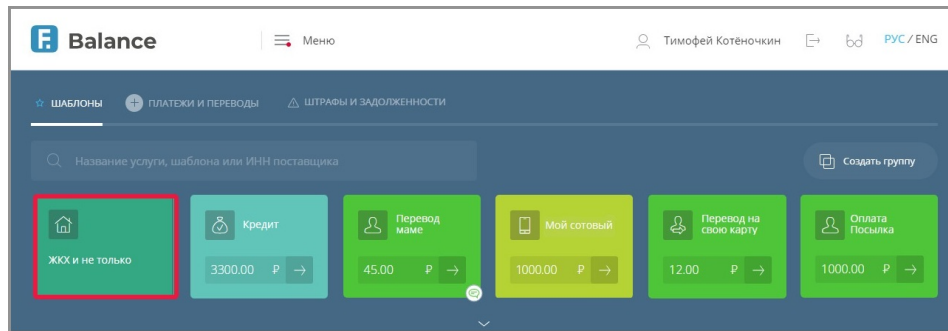 F. Balance
Меню
Тимофей Котёночкин
РУС / ENG
ШАБЛОНЫ
ПЛАТЕЖИ И ПЕРЕВОДЫ
ШТРАФЫ И ЗАДОЛЖЕННОСТИ
Название услуги, шаблона или ИНН поставщика
Создать группу
ЖКХ и не только
Кредит
3300.00 ₽ →
Перевод
маме
45.00 ₽ →
Мой сотовый
1000.00 ₽ →
Перевод на
свою карту
12.00 ₽ →
Оплата
Посылка
1000.00 ₽ →